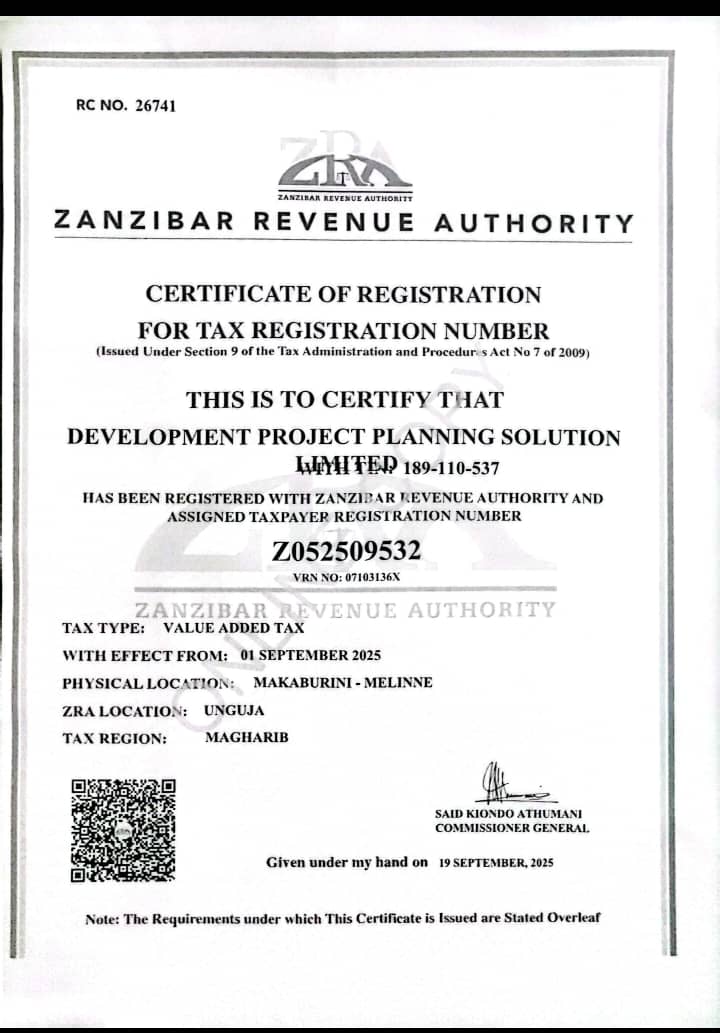 RC NO. 26741
ZRA
ZANZIBAR REVENUE AUTHORITY
ZANZIBAR REVENUE AUTHORITY
CERTIFICATE OF REGISTRATION
FOR TAX REGISTRATION NUMBER
(Issued Under Section 9 of the Tax Administration and Procedures Act No 7 of 2009)
THIS IS TO CERTIFY THAT
DEVELOPMENT PROJECT PLANNING SOLUTION
LIMITED
WITH TIN: 189-110-537
HAS BEEN REGISTERED WITH ZANZIBAR REVENUE AUTHORITY AND
ASSIGNED TAXPAYER REGISTRATION NUMBER
Z052509532
VRN NO: 07103136X
ZANZIBAR REVENUE AUTHORITY
ONLINE COPY
TAX TYPE: VALUE ADDED TAX
WITH EFFECT FROM: 01 SEPTEMBER 2025
PHYSICAL LOCATION: MAKABURINI - MELINNE
ZRA LOCATION: UNGUJA
TAX REGION: MAGHARIB
SAID KIONDO ATHUMANI
COMMISSIONER GENERAL
Given under my hand on 19 SEPTEMBER, 2025
Note: The Requirements under which This Certificate is Issued are Stated Overleaf